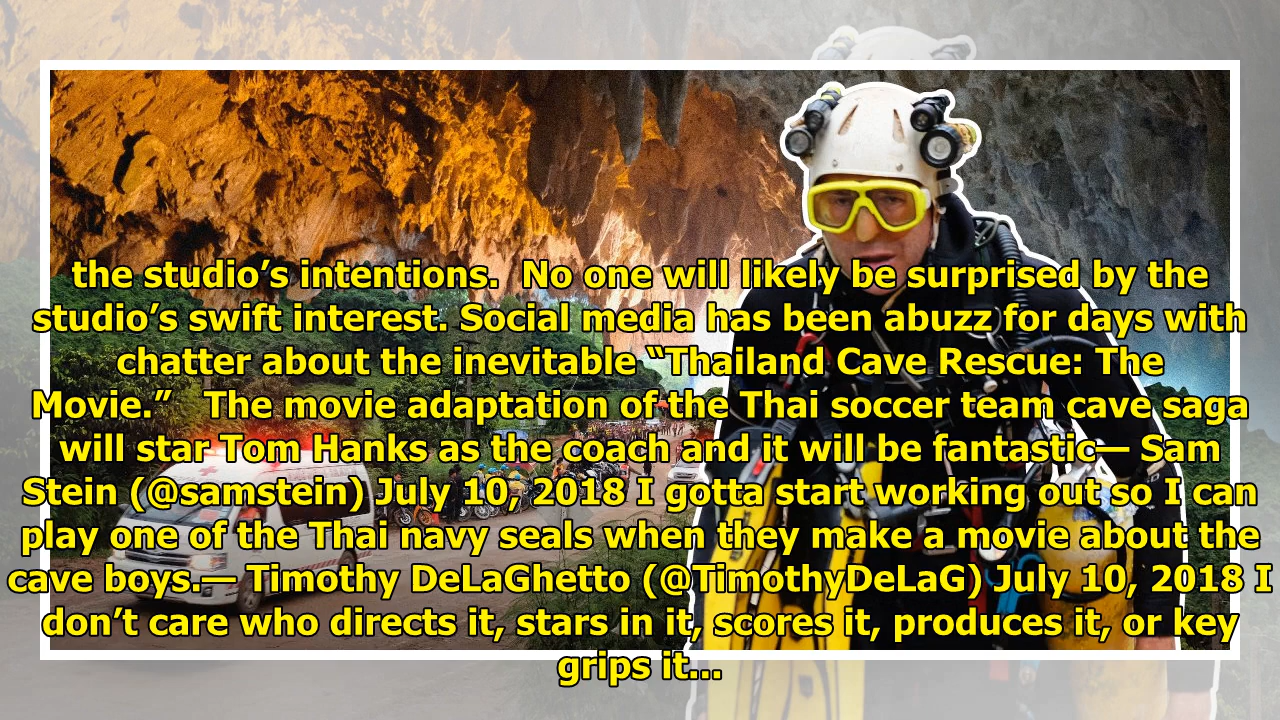 the studio’s intentions.  No one will likely be surprised by the
studio’s swift interest. Social media has been abuzz for days with
chatter about the inevitable “Thailand Cave Rescue: The
Movie.”   The movie adaptation of the Thai soccer team cave saga
will star Tom Hanks as the coach and it will be fantastic— Sam
Stein (@samstein) July 10, 2018 I gotta start working out so I can
play one of the Thai navy seals when they make a movie about the
cave boys.— Timothy DeLaGhetto (@TimothyDeLaG) July 10, 2018 I
don’t care who directs it, stars in it, scores it, produces it, or key
grips it...